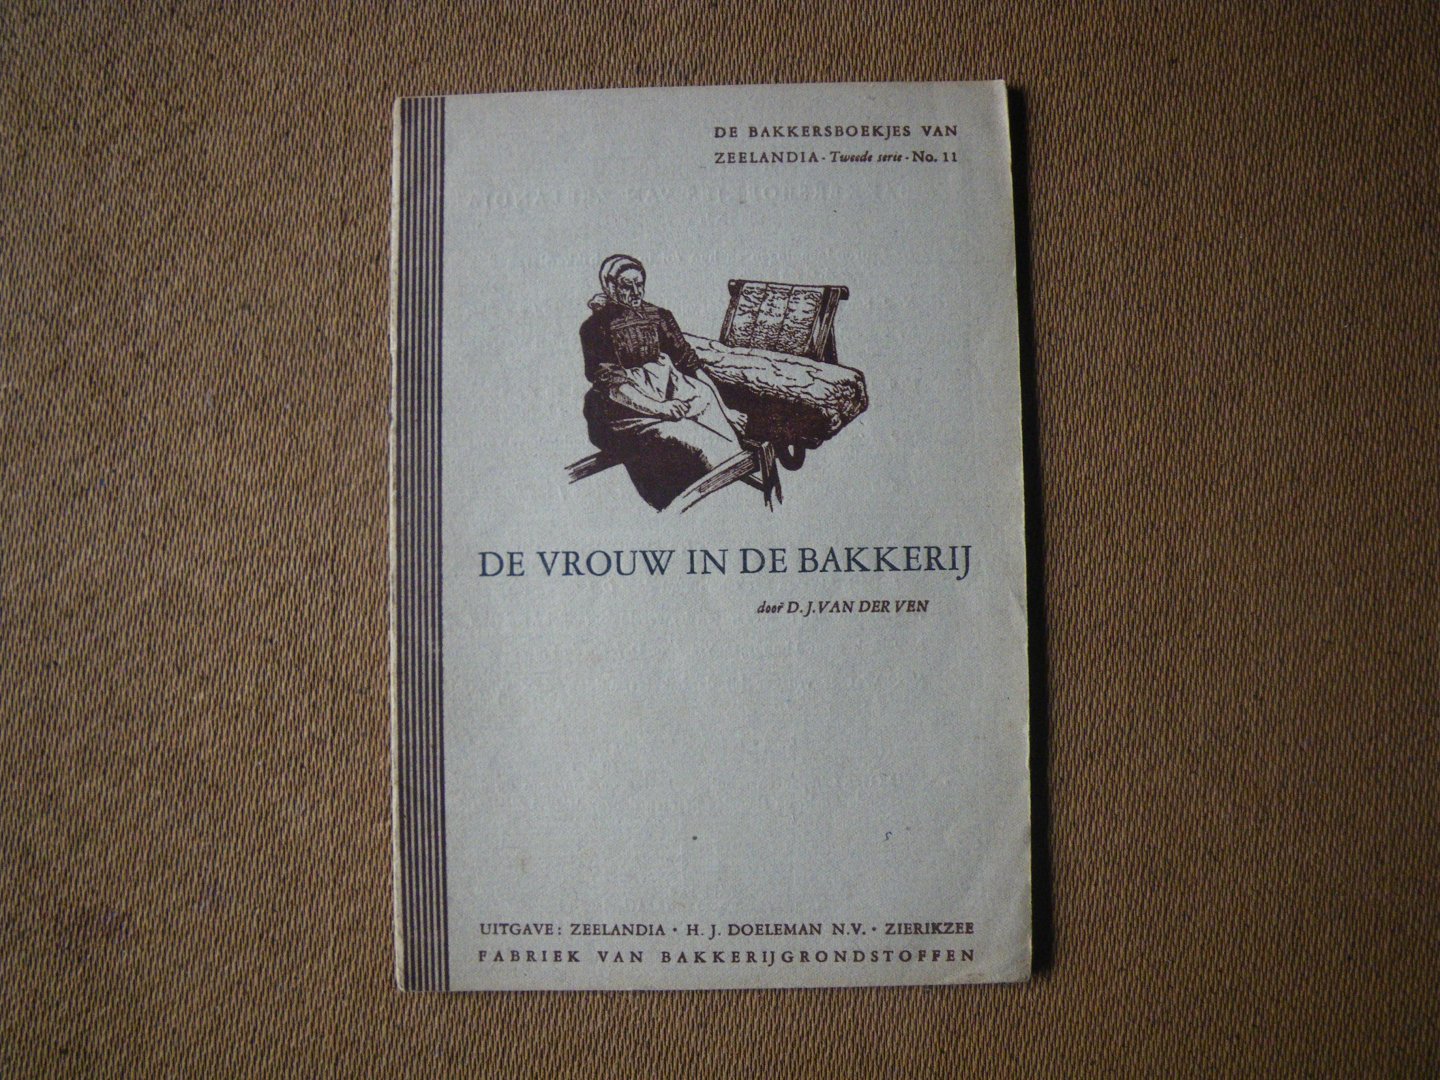 DE BAKKERSBOEKJES VAN
ZEELANDIA - Tweede serie - No. 11
DE VROUW IN DE BAKKERIJ
door D. J. VAN DER VEN
UITGAVE: ZEELANDIA • H. J. DOELEMAN N.V. • ZIERIKZEE
FABRIEK VAN BAKKERIJGRONDSTOFFEN